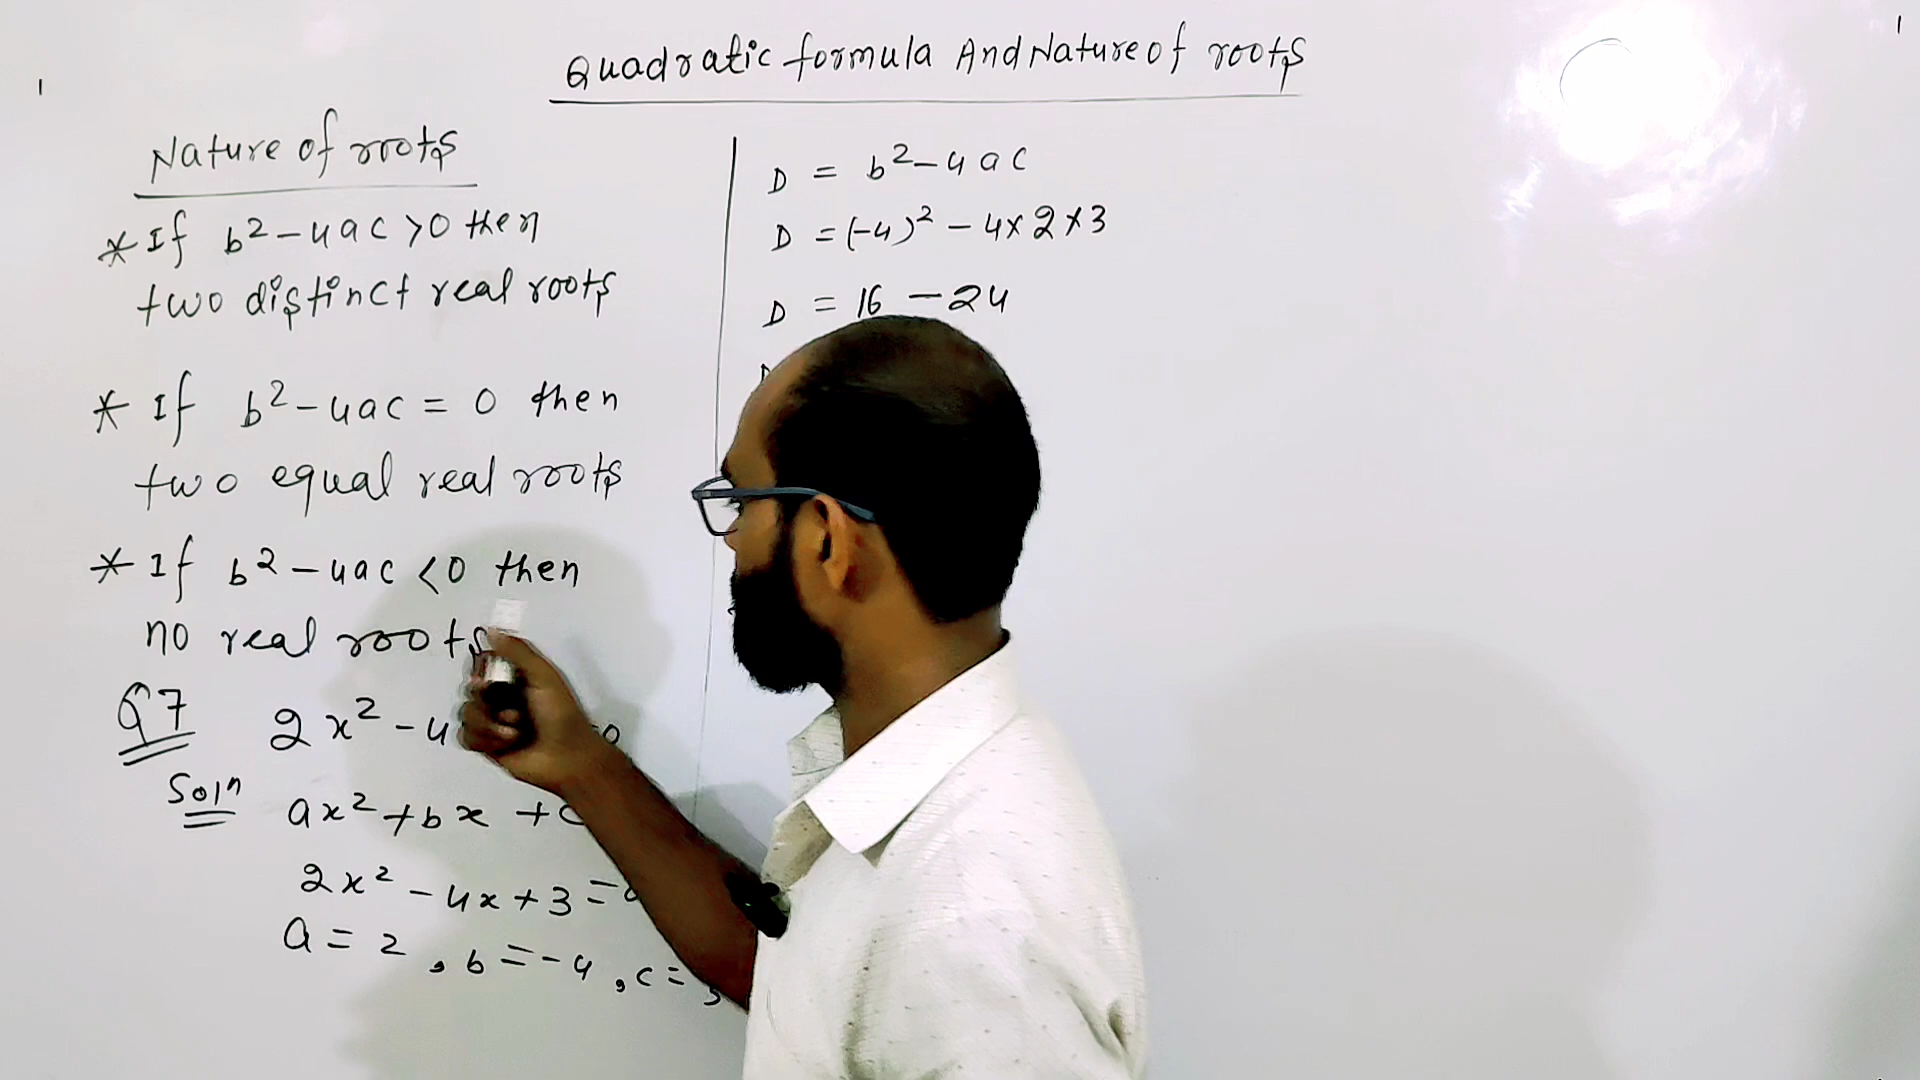 Quadratic formula And Nature of roots
Nature of roots
* If b²-4ac >0 then
two distinct real roots
* If b²-4ac = 0 then
two equal real roots
* If b²-4ac <0 then
no real roots
Q7 2x²-4
Soln ax²+bx +c
2x²-4x+3=0
a=2, b=-4, c=3
D = b²-4ac
D = (-4)²-4×2×3
D = 16 -24